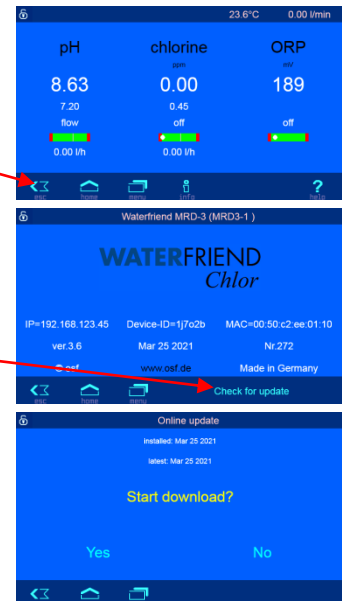 23.6°C 0.00 l/min
pH chlorine ORP
ppm mV
8.63 0.00 189
7.20 0.45
flow off off
0.00 l/h 0.00 l/h
esc home menu info help
Waterfriend MRD-3 (MRD3-1 )
WATERFRIEND
Chlor
IP=192.168.123.45 Device-ID=1j7o2b MAC=00:50:c2:ee:01:10
ver.3.6 Mar 25 2021 Nr.272
© osf www.osf.de Made in Germany
esc home menu Check for update
Online update
installed: Mar 25 2021
latest: Mar 25 2021
Start download?
Yes No